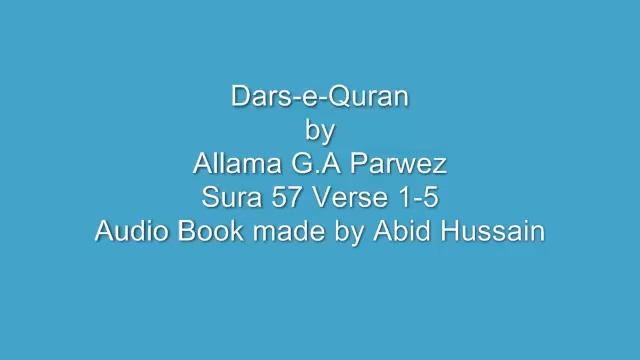 Dars-e-Quran
by
Allama G.A Parwez
Sura 57 Verse 1-5
Audio Book made by Abid Hussain